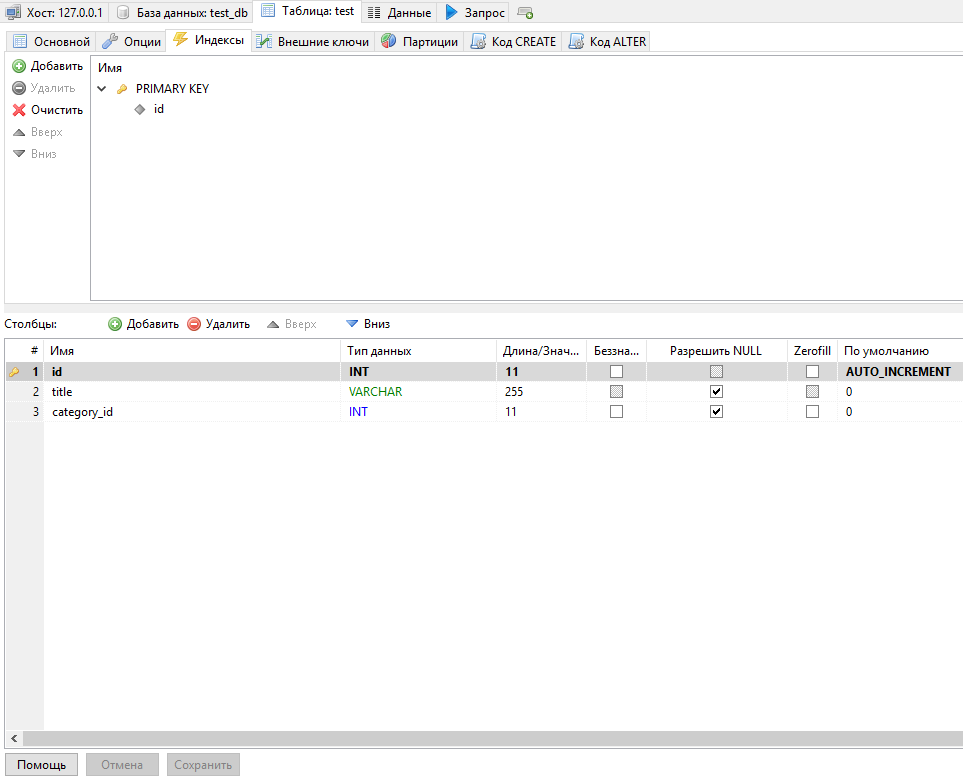 Хост: 127.0.0.1 База данных: test_db Таблица: test Данные Запрос
Основной Опции Индексы Внешние ключи Партиции Код CREATE Код ALTER
Добавить
Удалить
Очистить
Вверх
Вниз
Имя
PRIMARY KEY
id
Столбцы: Добавить Удалить Вверх Вниз
# Имя Тип данных Длина/Знач... Беззна... Разрешить NULL Zerofill По умолчанию
1 id INT 11 AUTO_INCREMENT
2 title VARCHAR 255 0
3 category_id INT 11 0
Помощь Отмена Сохранить